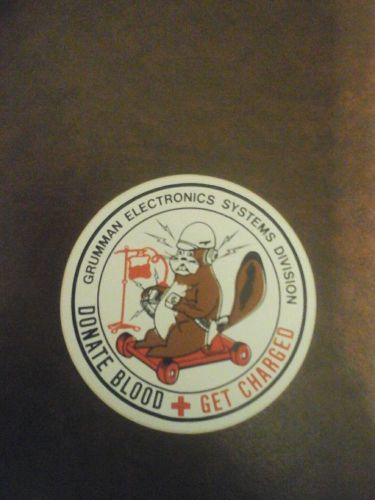 GRUMMAN ELECTRONICS SYSTEMS DIVISION
DONATE BLOOD + GET CHARGED